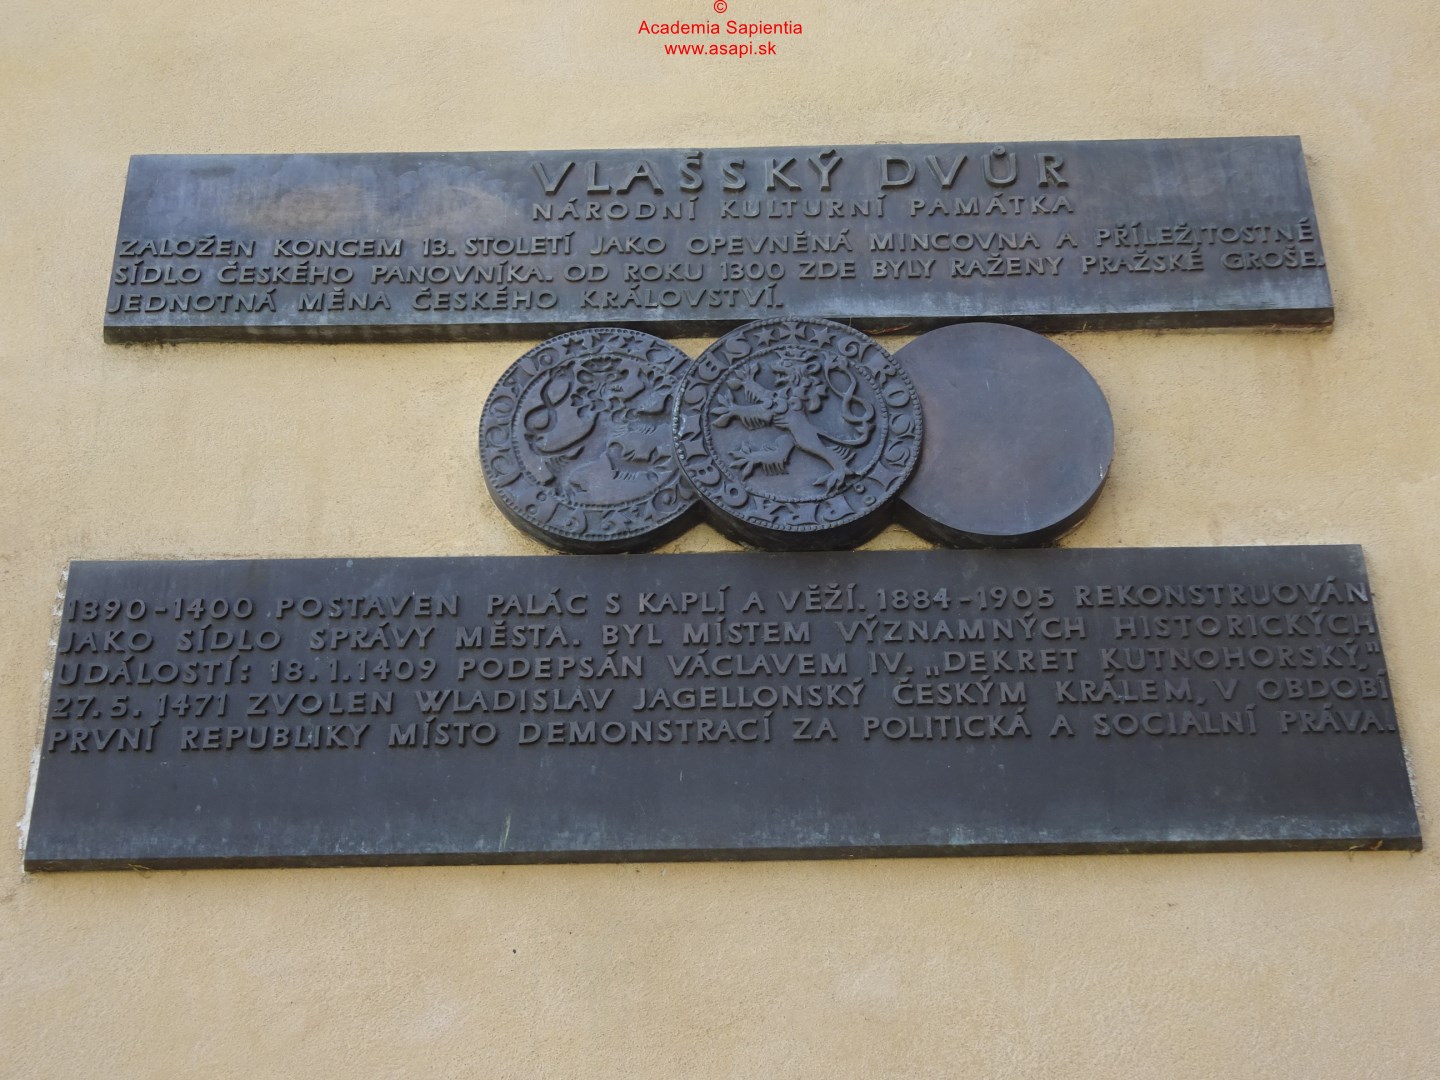 ©
Academia Sapientia
www.asapi.sk
VLAŠSKÝ DVŮR
NÁRODNÍ KULTURNÍ PAMÁTKA
ZALOŽEN KONCEM 13. STOLETÍ JAKO OPEVNĚNÁ MINCOVNA A PŘÍLEŽITOSTNÉ
SÍDLO ČESKÉHO PANOVNÍKA. OD ROKU 1300 ZDE BYLY RAŽENY PRAŽSKÉ GROŠE.
JEDNOTNÁ MĚNA ČESKÉHO KRÁLOVSTVÍ.
1390-1400 POSTAVEN PALÁC S KAPLÍ A VĚŽÍ. 1884-1905 REKONSTRUOVÁN
JAKO SÍDLO SPRÁVY MĚSTA. BYL MÍSTEM VÝZNAMNÝCH HISTORICKÝCH
UDÁLOSTÍ: 18.1.1409 PODEPSÁN VÁCLAVEM IV. „DEKRET KUTNOHORSKÝ,"
27.5.1471 ZVOLEN WLADISLAV JAGELLONSKÝ ČESKÝM KRÁLEM, V OBDOBÍ
PRVNÍ REPUBLIKY MÍSTO DEMONSTRACÍ ZA POLITICKÁ A SOCIALNÍ PRÁVA.